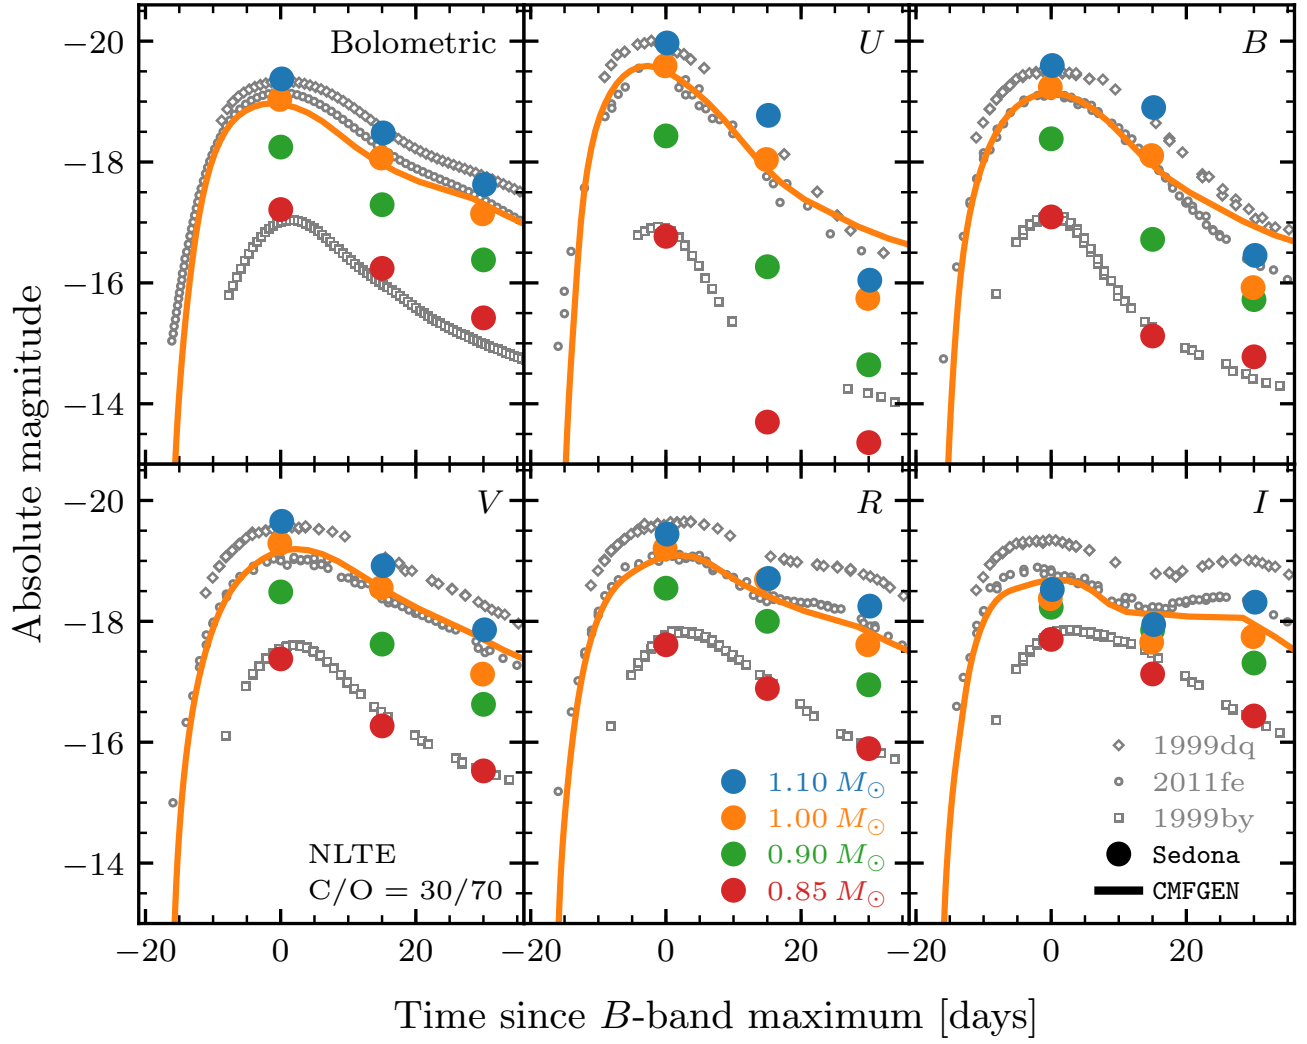 Absolute magnitude
−20
−18
−16
−14
Bolometric
U
B
−20
−18
−16
−14
V
NLTE
C/O = 30/70
R
1.10 M⊙
1.00 M⊙
0.90 M⊙
0.85 M⊙
I
1999dq
2011fe
1999by
Sedona
CMFGEN
−20 0 20
−20 0 20
−20 0 20
Time since B-band maximum [days]